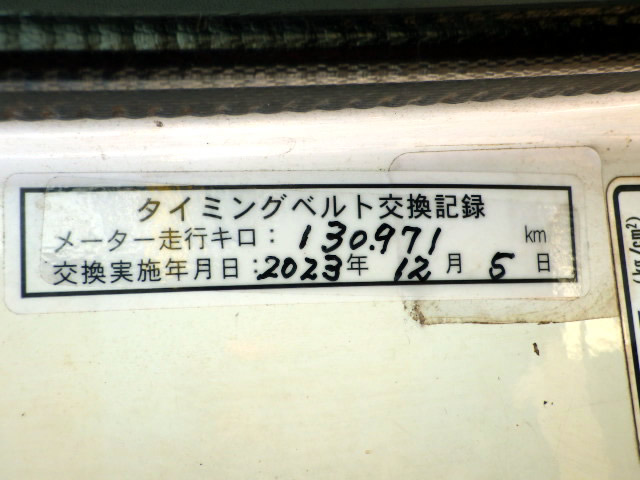 タイミングベルト交換記録
メーター走行キロ: 130.971 km
交換実施年月日:2023年 12月 5日
(kg/cm²)